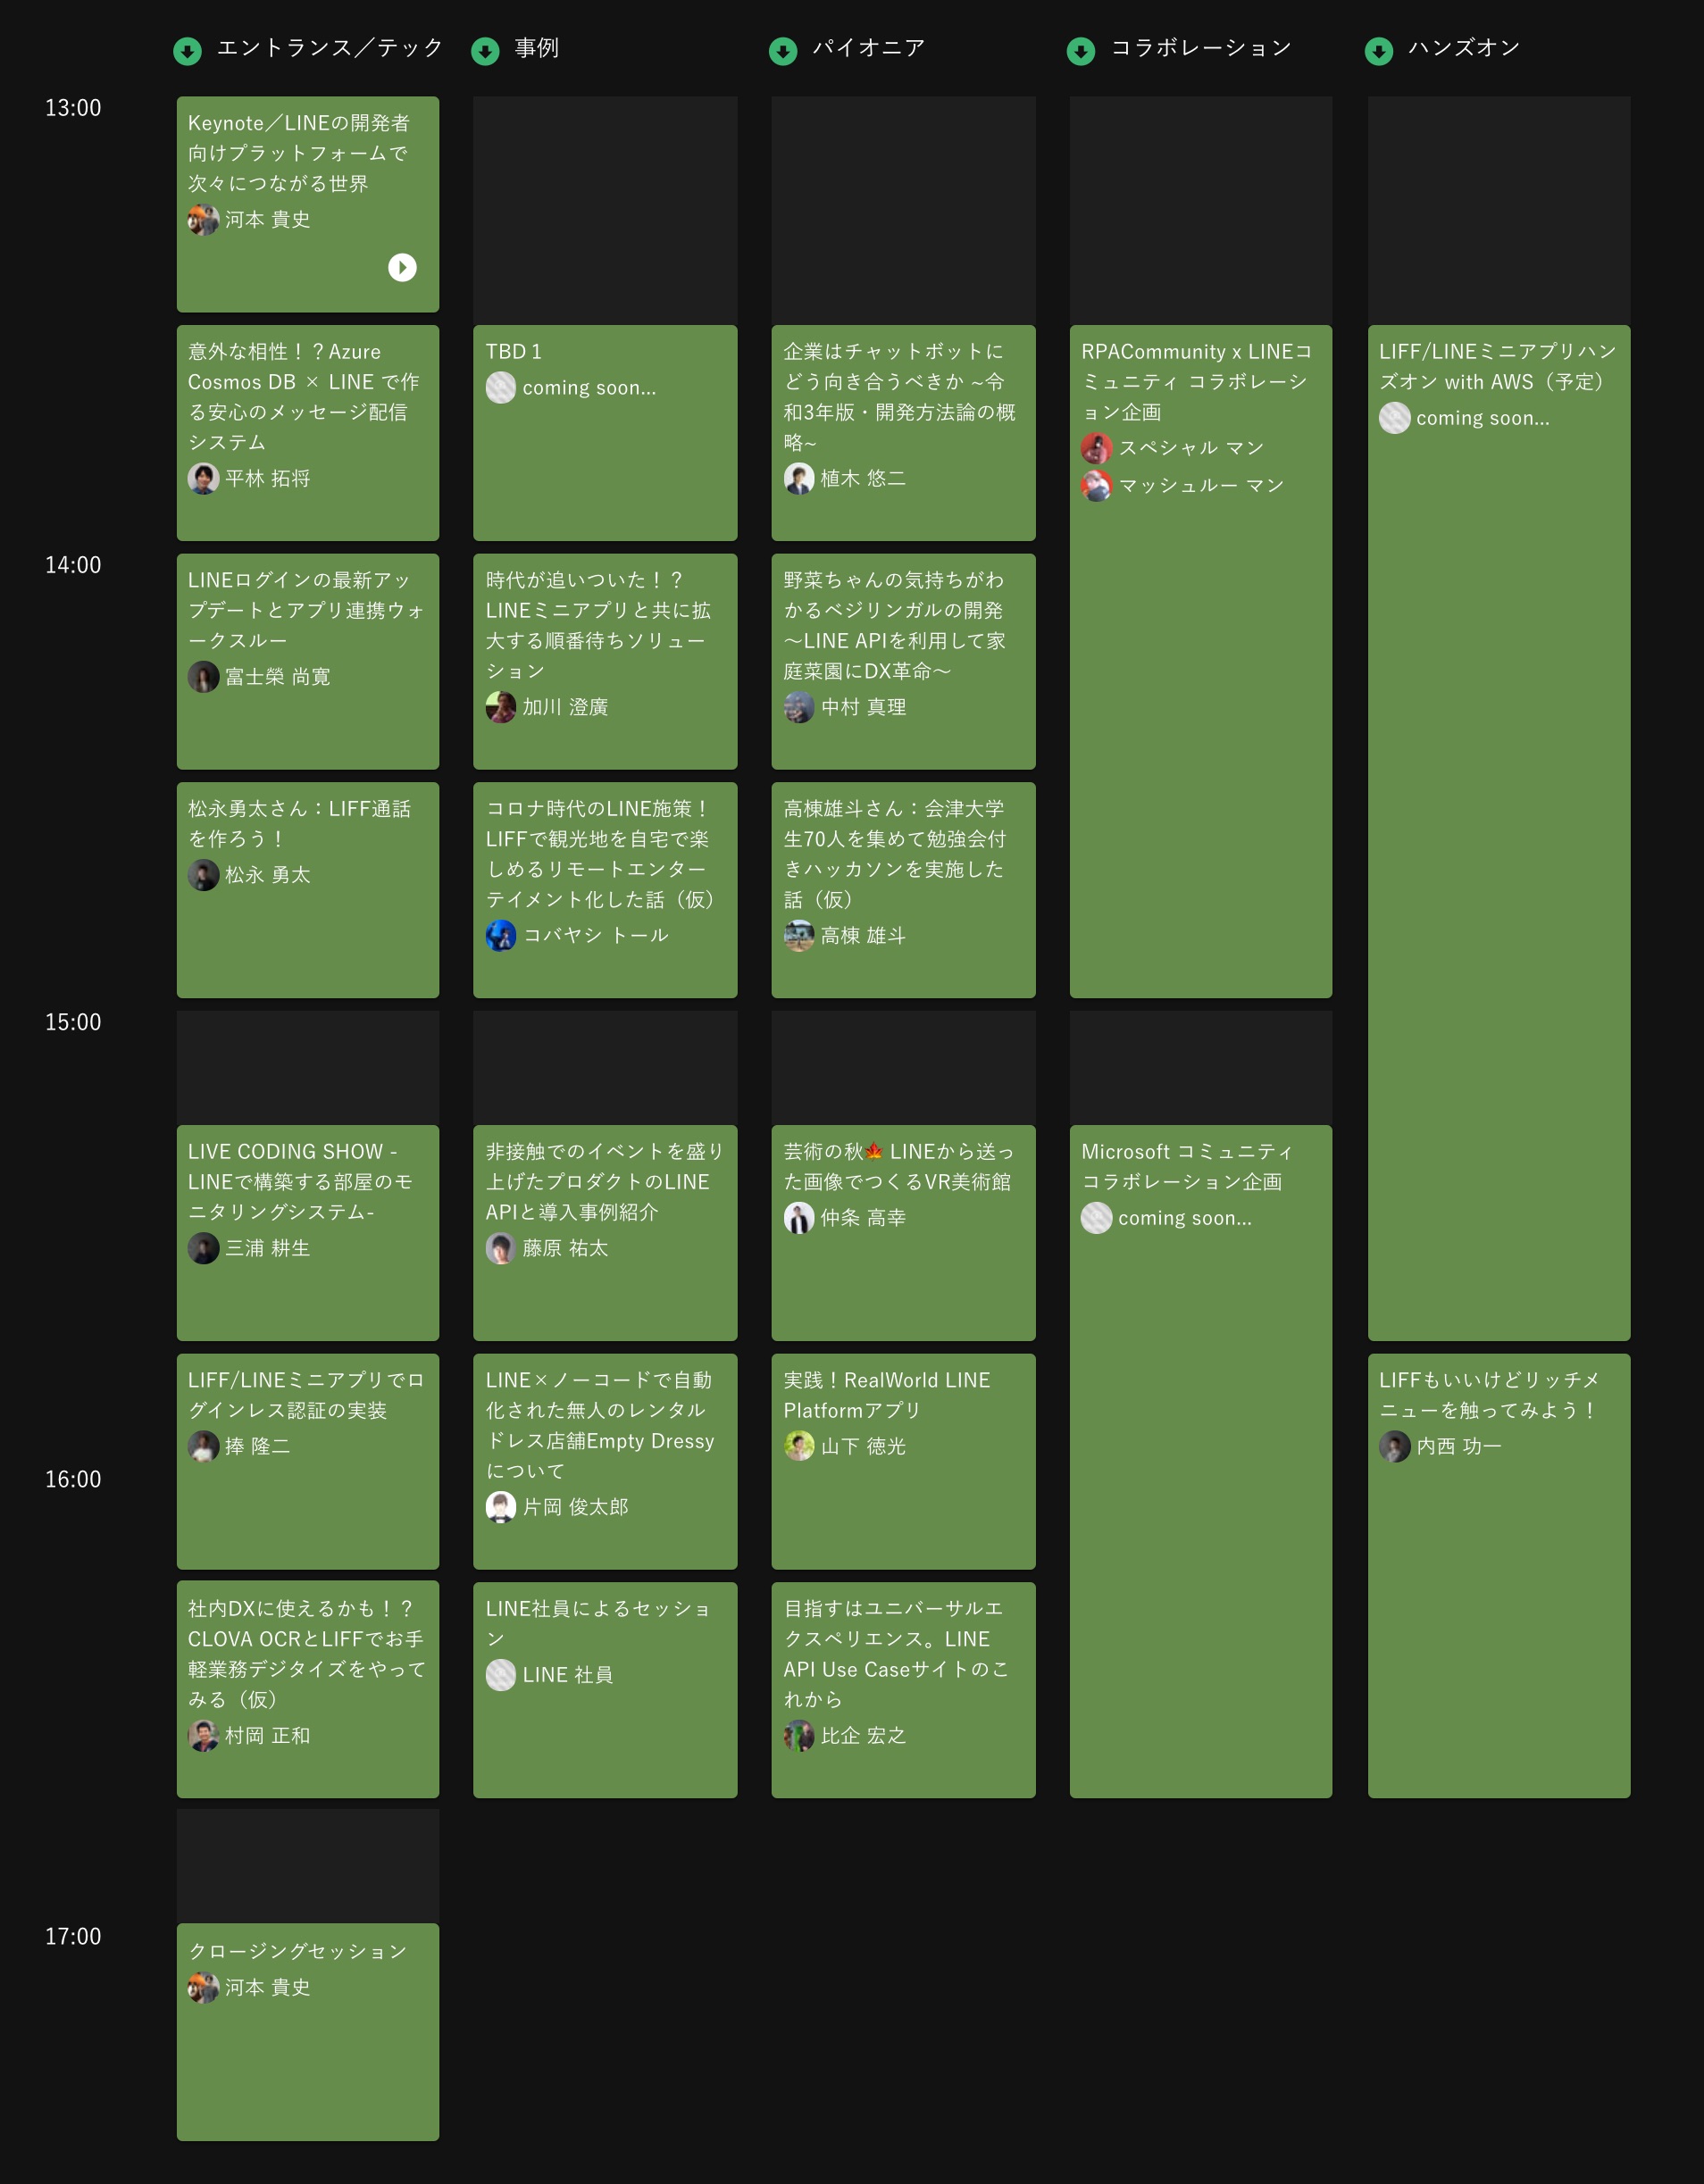 エントランス／テック
事例
パイオニア
コラボレーション
ハンズオン
13:00
Keynote／LINEの開発者
向けプラットフォームで
次々につながる世界
河本 貴史
意外な相性！？Azure
Cosmos DB × LINE で作
る安心のメッセージ配信
システム
平林 拓将
TBD 1
coming soon...
企業はチャットボットに
どう向き合うべきか ~令
和3年版・開発方法論の概
略~
植木 悠二
RPACommunity x LINEコ
ミュニティ コラボレーシ
ョン企画
スペシャル マン
マッシュルー マン
LIFF/LINEミニアプリハン
ズオン with AWS（予定）
coming soon...
14:00
LINEログインの最新アッ
プデートとアプリ連携ウォ
ークスルー
富士榮 尚寛
時代が追いついた！？
LINEミニアプリと共に拡
大する順番待ちソリュー
ション
加川 澄廣
野菜ちゃんの気持ちがわ
かるベジリンガルの開発
〜LINE APIを利用して家
庭菜園にDX革命〜
中村 真理
松永勇太さん：LIFF通話
を作ろう！
松永 勇太
コロナ時代のLINE施策！
LIFFで観光地を自宅で楽
しめるリモートエンター
テイメント化した話（仮）
コバヤシ トール
高棟雄斗さん：会津大学
生70人を集めて勉強会付
きハッカソンを実施した
話（仮）
高棟 雄斗
15:00
LIVE CODING SHOW -
LINEで構築する部屋のモ
ニタリングシステム-
三浦 耕生
非接触でのイベントを盛り
上げたプロダクトのLINE
APIと導入事例紹介
藤原 祐太
芸術の秋🍁 LINEから送っ
た画像でつくるVR美術館
仲条 高幸
Microsoft コミュニティ
コラボレーション企画
coming soon...
LIFF/LINEミニアプリでロ
グインレス認証の実装
捧 隆二
LINE×ノーコードで自動
化された無人のレンタル
ドレス店舗Empty Dressy
について
片岡 俊太郎
実践！RealWorld LINE
Platformアプリ
山下 徳光
LIFFもいいけどリッチメ
ニューを触ってみよう！
内西 功一
16:00
社内DXに使えるかも！？
CLOVA OCRとLIFFでお手
軽業務デジタイズをやって
みる（仮）
村岡 正和
LINE社員によるセッショ
ン
LINE 社員
目指すはユニバーサルエ
クスペリエンス。LINE
API Use Caseサイトのこ
れから
比企 宏之
17:00
クロージングセッション
河本 貴史